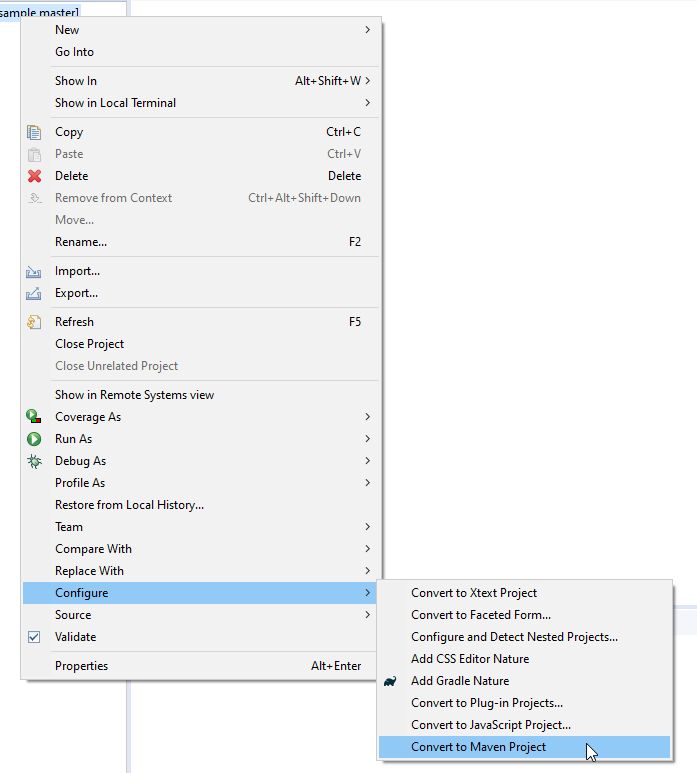 sample master]
New
Go Into
Show In Alt+Shift+W
Show in Local Terminal
Copy Ctrl+C
Paste Ctrl+V
Delete Delete
Remove from Context Ctrl+Alt+Shift+Down
Move...
Rename... F2
Import...
Export...
Refresh F5
Close Project
Close Unrelated Project
Show in Remote Systems view
Coverage As
Run As
Debug As
Profile As
Restore from Local History...
Team
Compare With
Replace With
Configure
Source
Validate
Properties Alt+Enter
Convert to Xtext Project
Convert to Faceted Form...
Configure and Detect Nested Projects...
Add CSS Editor Nature
Add Gradle Nature
Convert to Plug-in Projects...
Convert to JavaScript Project...
Convert to Maven Project